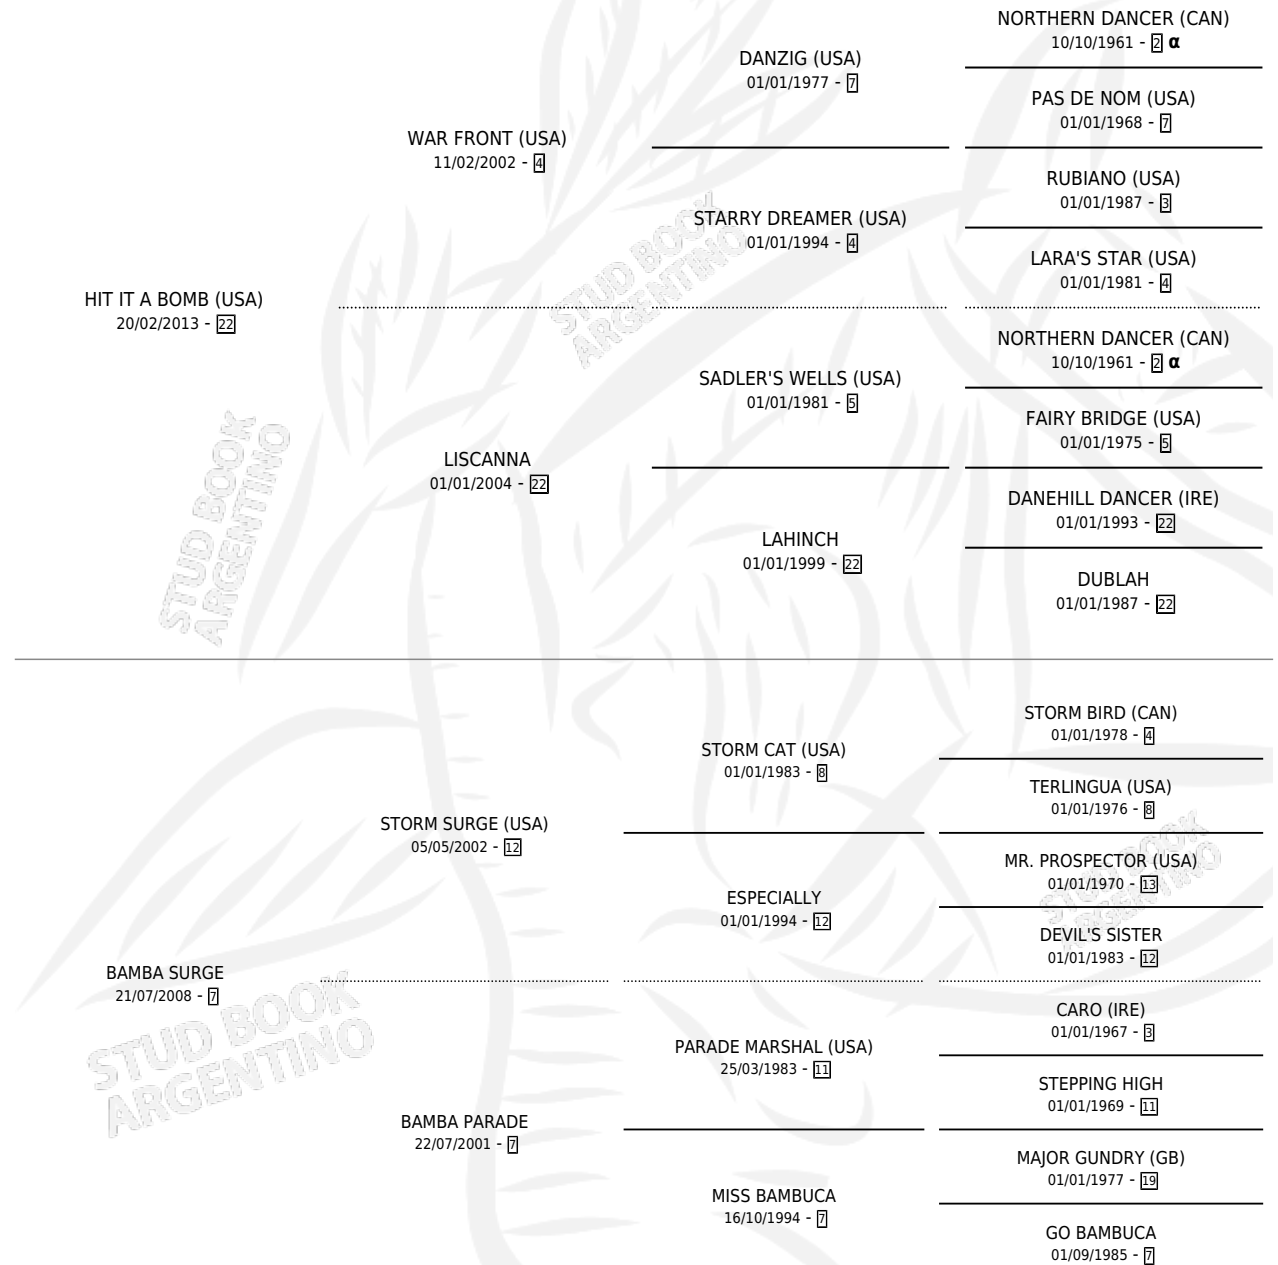 NORTHERN DANCER (CAN)
10/10/1961 - 2 α
DANZIG (USA)
01/01/1977 - 7
PAS DE NOM (USA)
01/01/1968 - 7
WAR FRONT (USA)
11/02/2002 - 4
RUBIANO (USA)
01/01/1987 - 3
STARRY DREAMER (USA)
01/01/1994 - 4
LARA'S STAR (USA)
01/01/1981 - 4
STUD BOOK
ARGENTINO
HIT IT A BOMB (USA)
20/02/2013 - 22
NORTHERN DANCER (CAN)
10/10/1961 - 2 α
SADLER'S WELLS (USA)
01/01/1981 - 5
FAIRY BRIDGE (USA)
01/01/1975 - 5
LISCANNA
01/01/2004 - 22
DANEHILL DANCER (IRE)
01/01/1993 - 22
LAHINCH
01/01/1999 - 22
DUBLAH
01/01/1987 - 22
STUD BOOK
ARGENTINO
STORM BIRD (CAN)
01/01/1978 - 4
STORM CAT (USA)
01/01/1983 - 8
TERLINGUA (USA)
01/01/1976 - 8
STORM SURGE (USA)
05/05/2002 - 12
MR. PROSPECTOR (USA)
01/01/1970 - 13
ESPECIALLY
01/01/1994 - 12
DEVIL'S SISTER
01/01/1983 - 12
STUD BOOK
ARGENTINO
BAMBA SURGE
21/07/2008 - 7
CARO (IRE)
01/01/1967 - 3
PARADE MARSHAL (USA)
25/03/1983 - 11
STEPPING HIGH
01/01/1969 - 11
BAMBA PARADE
22/07/2001 - 7
MAJOR GUNDRY (GB)
01/01/1977 - 19
MISS BAMBUCA
16/10/1994 - 7
GO BAMBUCA
01/09/1985 - 7
STUD BOOK
ARGENTINO